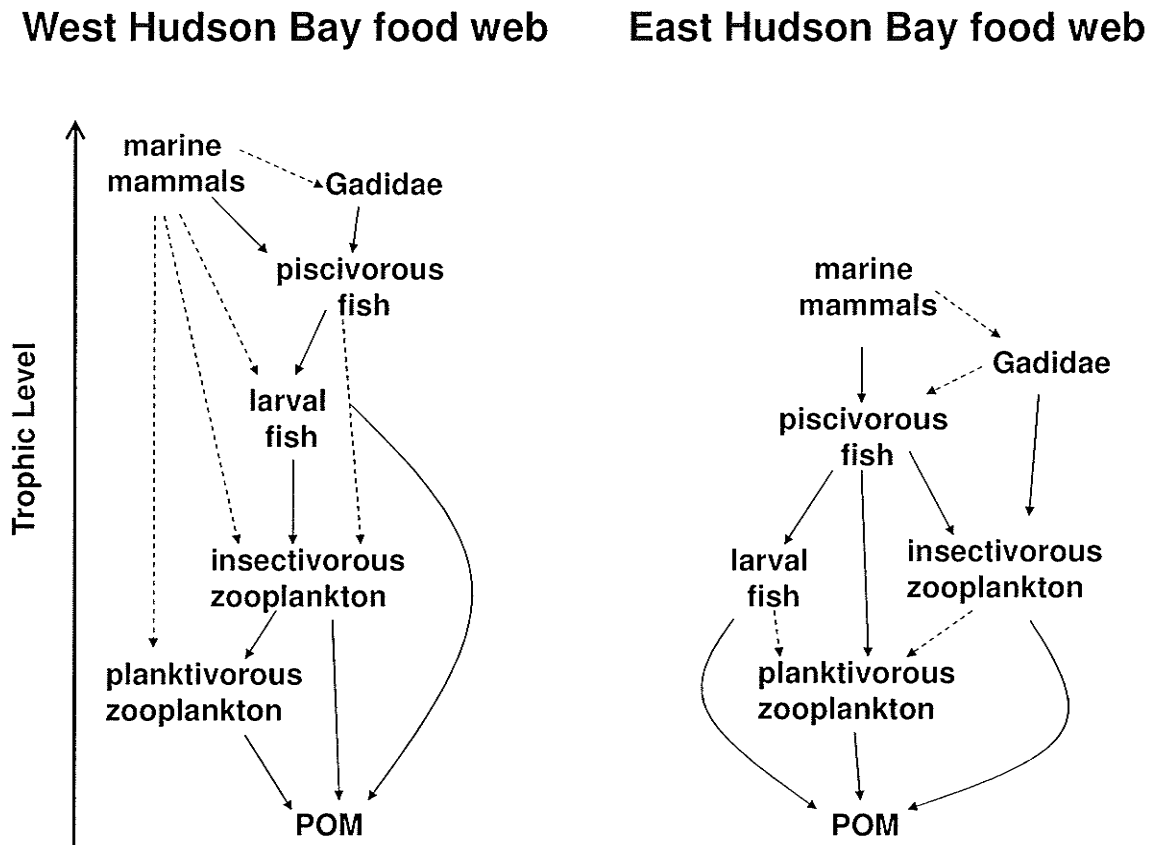 West Hudson Bay food web
East Hudson Bay food web
Trophic Level
marine
mammals
Gadidae
piscivorous
fish
larval
fish
insectivorous
zooplankton
planktivorous
zooplankton
POM
marine
mammals
Gadidae
piscivorous
fish
larval
fish
insectivorous
zooplankton
planktivorous
zooplankton
POM